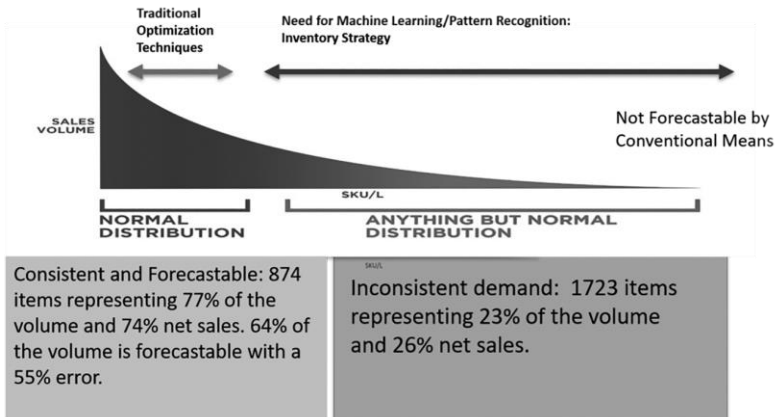 Traditional
Optimization
Techniques
Need for Machine Learning/Pattern Recognition:
Inventory Strategy
SALES
VOLUME
Not Forecastable by
Conventional Means
SKU/L
NORMAL
DISTRIBUTION
ANYTHING BUT NORMAL
DISTRIBUTION
SKU/L
Consistent and Forecastable: 874
items representing 77% of the
volume and 74% net sales. 64% of
the volume is forecastable with a
55% error.
Inconsistent demand: 1723 items
representing 23% of the volume
and 26% net sales.